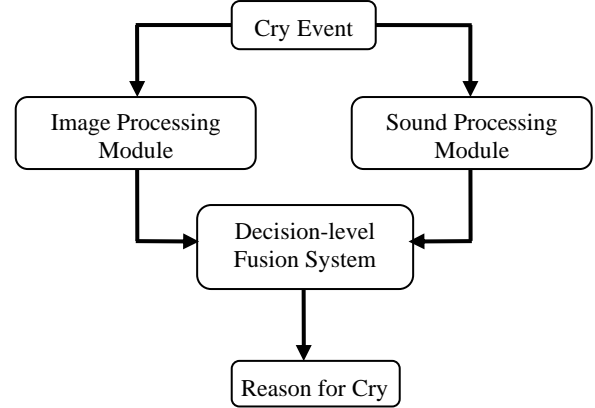 Cry Event
Image Processing
Module
Sound Processing
Module
Decision-level
Fusion System
Reason for Cry